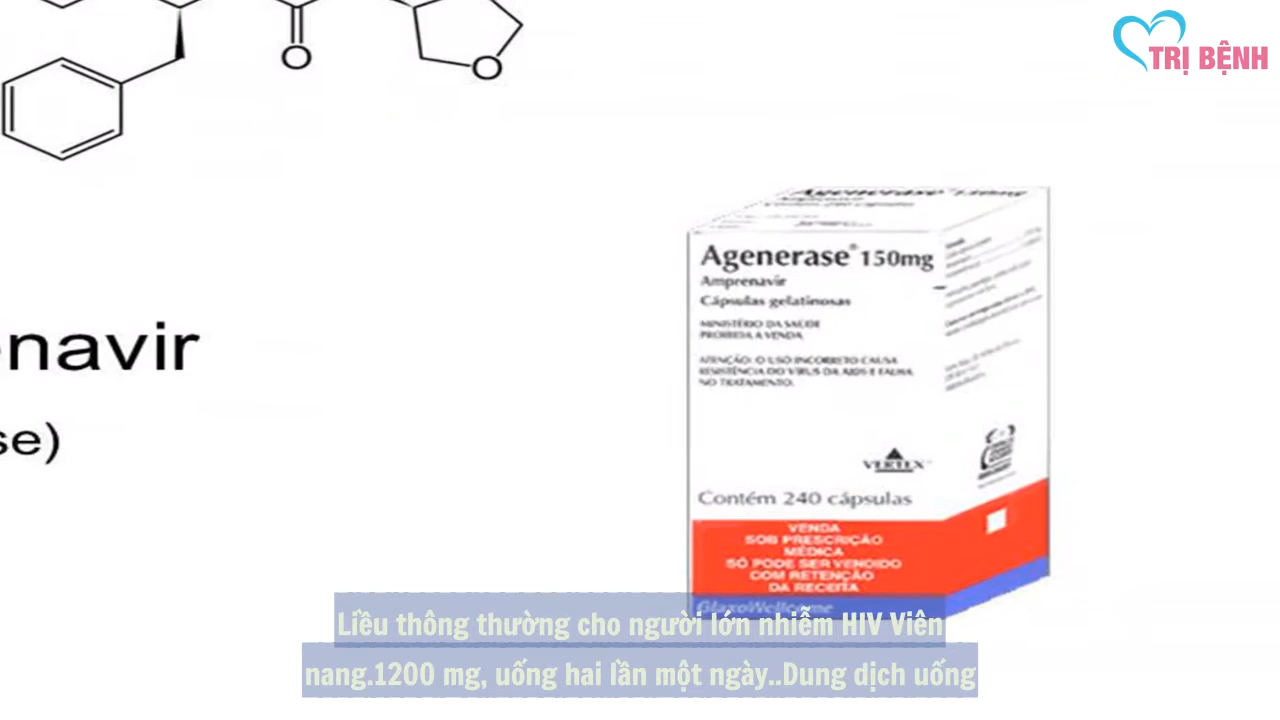 O
O
TRỊ BỆNH
Agenerase® 150mg
Agenerase® 150mg
Amprenavir
Cápsulas gelatinosas
MINISTÉRIO DA SAÚDE
PROIBIDA A VENDA
ATENÇÃO: O USO INCORRETO CAUSA
RESISTÊNCIA DO VÍRUS DA AIDS E FALHA
NO TRATAMENTO.
VERTEX
Contém 240 cápsulas
VENDA
SOB PRESCRIÇÃO
MÉDICA
SÓ PODE SER VENDIDO
COM RETENÇÃO
DA RECEITA
GlaxoWellcome
enavir
se)
Liều thông thường cho người lớn nhiễm HIV Viên
nang.1200 mg, uống hai lần một ngày..Dung dịch uống